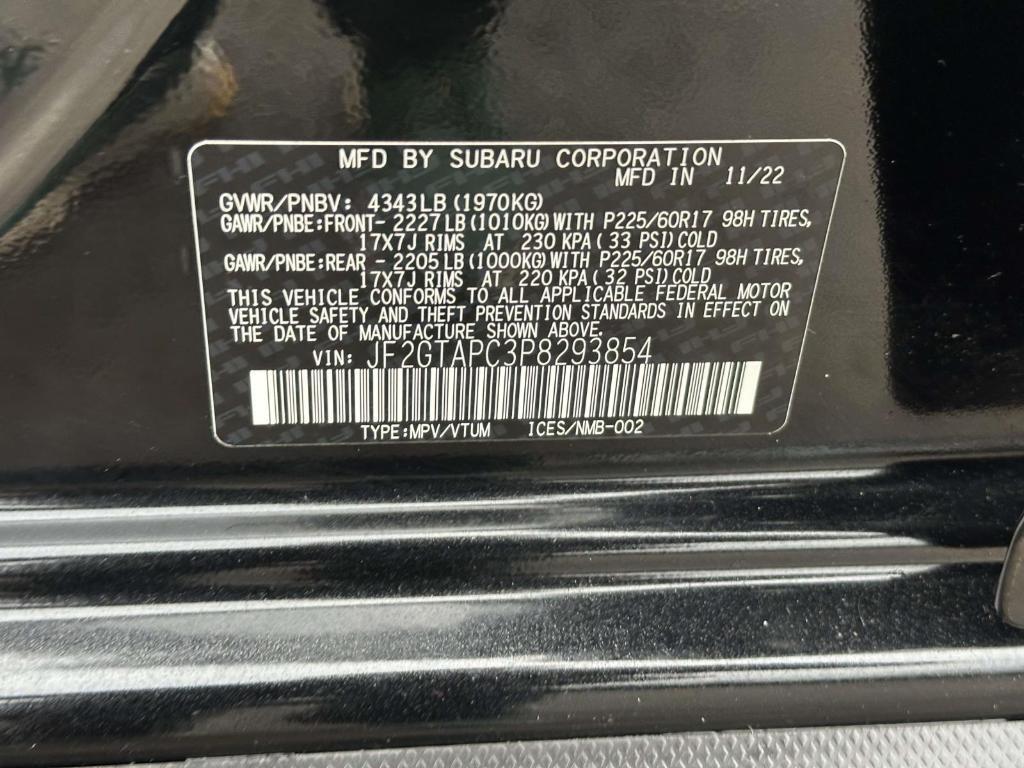 MFD BY SUBARU CORPORATION
MFD IN 11/22
GVWR/PNBV: 4343LB (1970KG)
GAWR/PNBE:FRONT- 2227LB (1010KG) WITH P225/60R17 98H TIRES,
17X7J RIMS AT 230 KPA ( 33 PSI) COLD
GAWR/PNBE:REAR - 2205LB (1000KG) WITH P225/60R17 98H TIRES,
17X7J RIMS AT 220 KPA ( 32 PSI) COLD
THIS VEHICLE CONFORMS TO ALL APPLICABLE FEDERAL MOTOR
VEHICLE SAFETY AND THEFT PREVENTION STANDARDS IN EFFECT ON
THE DATE OF MANUFACTURE SHOWN ABOVE.
VIN: JF2GTAPC3P8293854
TYPE:MPV/VTUM ICES/NMB-002